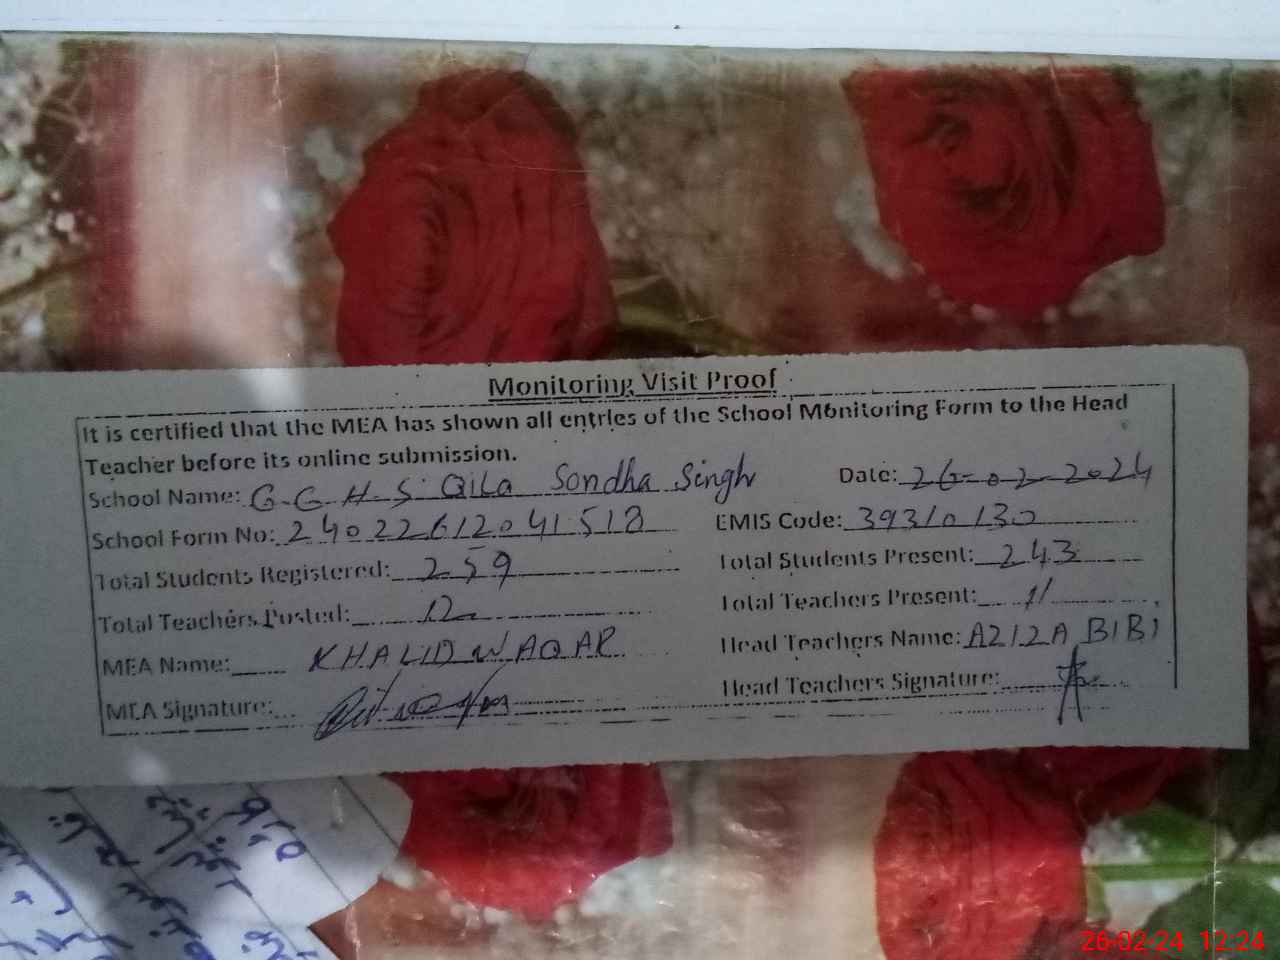 Monitoring Visit Proof
It is certified that the MEA has shown all entries of the School Monitoring Form to the Head
Teacher before its online submission.
School Name: G.G.H.S. Qila Sondha Singh Date: 26-02-2024
School Form No: 24022612041518 EMIS Code: 39310130
Total Students Registered: 259 Total Students Present: 243
Total Teachers Posted: 12 Total Teachers Present: 11
MEA Name: KHALID WAQAR Head Teachers Name: AZIZA BIBI
MEA Signature: Head Teachers Signature:
26-02-24 12:24